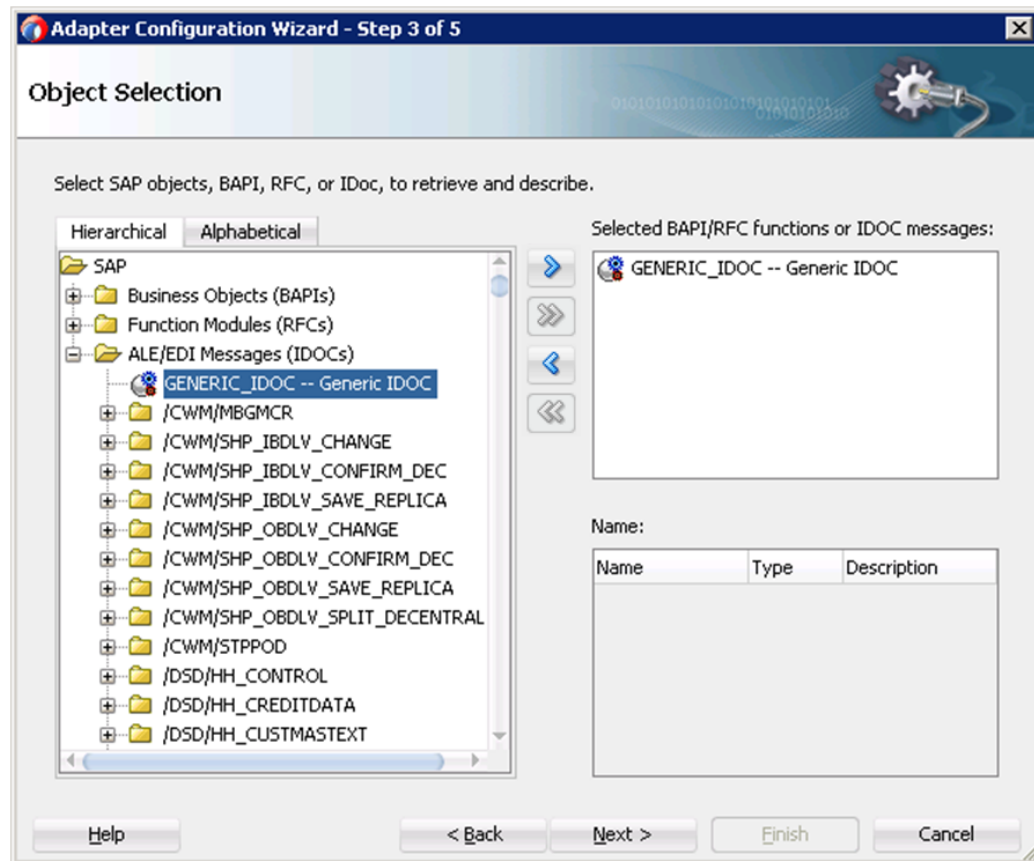 Adapter Configuration Wizard - Step 3 of 5
Object Selection
Select SAP objects, BAPI, RFC, or IDoc, to retrieve and describe.
Hierarchical Alphabetical
SAP
Business Objects (BAPIs)
Function Modules (RFCs)
ALE/EDI Messages (IDOCs)
GENERIC_IDOC -- Generic IDOC
/CWM/MBGMCR
/CWM/SHP_IBDLV_CHANGE
/CWM/SHP_IBDLV_CONFIRM_DEC
/CWM/SHP_IBDLV_SAVE_REPLICA
/CWM/SHP_OBDLV_CHANGE
/CWM/SHP_OBDLV_CONFIRM_DEC
/CWM/SHP_OBDLV_SAVE_REPLICA
/CWM/SHP_OBDLV_SPLIT_DECENTRAL
/CWM/STPPOD
/DSD/HH_CONTROL
/DSD/HH_CREDITDATA
/DSD/HH_CUSTMASTEXT
Selected BAPI/RFC functions or IDOC messages:
GENERIC_IDOC -- Generic IDOC
Name:
Name Type Description
Help < Back Next > Finish Cancel